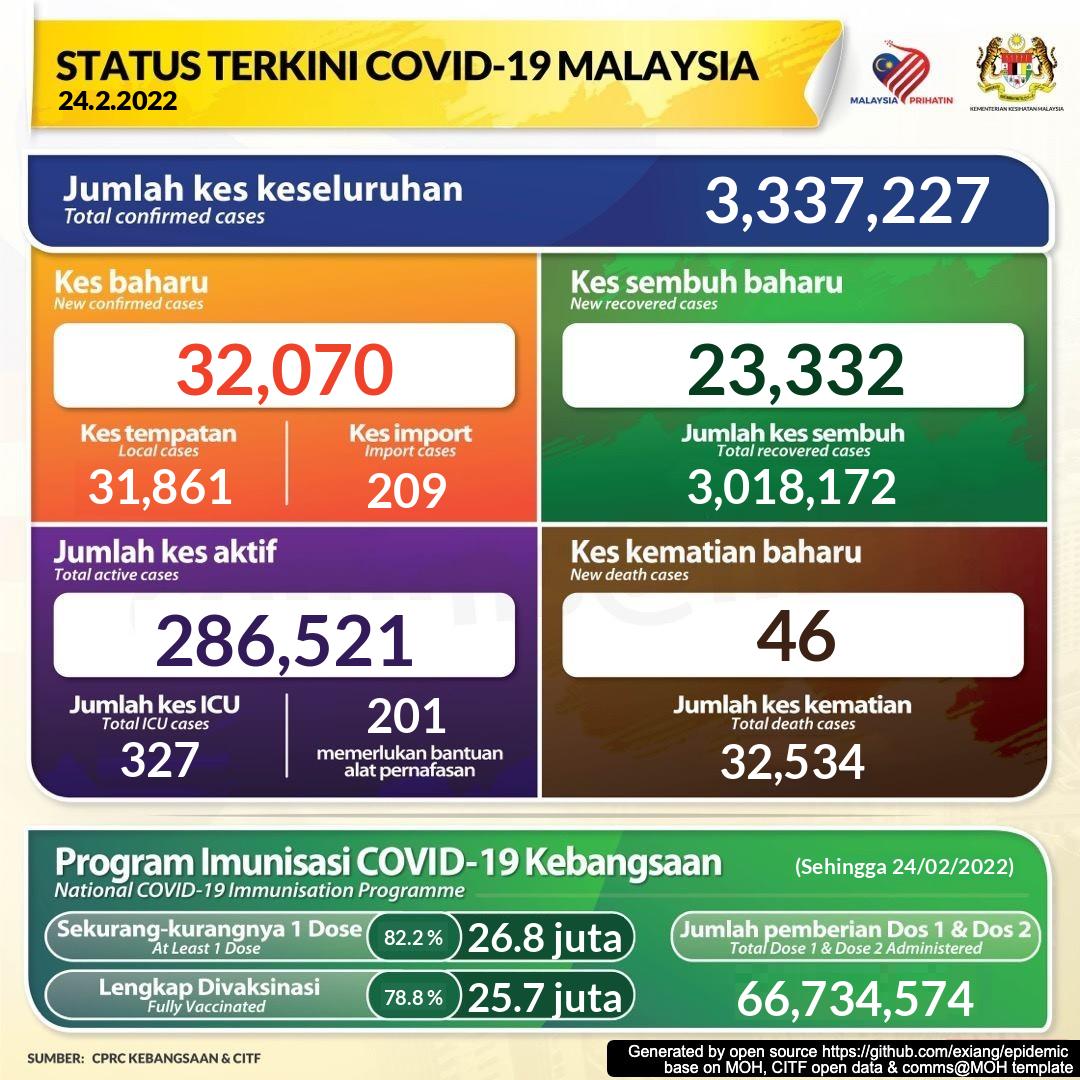 STATUS TERKINI COVID-19 MALAYSIA
24.2.2022
MALAYSIA PRIHATIN
KEMENTERIAN KESIHATAN MALAYSIA
Jumlah kes keseluruhan
Total confirmed cases
3,337,227
Kes baharu
New confirmed cases
32,070
Kes tempatan
Local cases
31,861
Kes import
Import cases
209
Kes sembuh baharu
New recovered cases
23,332
Jumlah kes sembuh
Total recovered cases
3,018,172
Jumlah kes aktif
Total active cases
286,521
Jumlah kes ICU
Total ICU cases
327
201
memerlukan bantuan
alat pernafasan
Kes kematian baharu
New death cases
46
Jumlah kes kematian
Total death cases
32,534
Program Imunisasi COVID-19 Kebangsaan
(Sehingga 24/02/2022)
National COVID-19 Immunisation Programme
Sekurang-kurangnya 1 Dose
At Least 1 Dose
82.2 %
26.8 juta
Lengkap Divaksinasi
Fully Vaccinated
78.8 %
25.7 juta
Jumlah pemberian Dos 1 & Dos 2
Total Dose 1 & Dose 2 Administered
66,734,574
SUMBER: CPRC KEBANGSAAN & CITF
Generated by open source https://github.com/exiang/epidemic
base on MOH, CITF open data & comms@MOH template